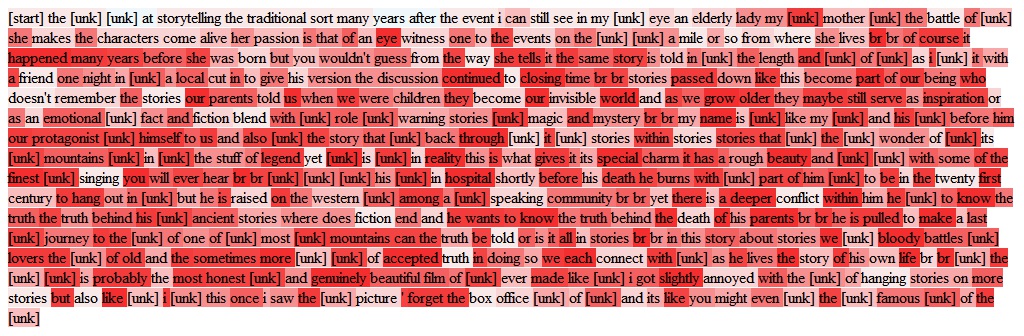 [start] the [unk] [unk] at storytelling the traditional sort many years after the event i can still see in my [unk] eye an elderly lady my [unk] mother [unk] the battle of [unk]
she makes the characters come alive her passion is that of an eye witness one to the events on the [unk] [unk] a mile or so from where she lives br br of course it
happened many years before she was born but you wouldn't guess from the way she tells it the same story is told in [unk] the length and [unk] of [unk] as i [unk] it with
a friend one night in [unk] a local cut in to give his version the discussion continued to closing time br br stories passed down like this become part of our being who
doesn't remember the stories our parents told us when we were children they become our invisible world and as we grow older they maybe still serve as inspiration or
as an emotional [unk] fact and fiction blend with [unk] role [unk] warning stories [unk] magic and mystery br br my name is [unk] like my [unk] and his [unk] before him
our protagonist [unk] himself to us and also [unk] the story that [unk] back through [unk] it [unk] stories within stories stories that [unk] the [unk] wonder of [unk] its
[unk] mountains [unk] in [unk] the stuff of legend yet [unk] is [unk] in reality this is what gives it its special charm it has a rough beauty and [unk] [unk] with some of the
finest [unk] singing you will ever hear br br [unk] [unk] [unk] his [unk] in hospital shortly before his death he burns with [unk] part of him [unk] to be in the twenty first
century to hang out in [unk] but he is raised on the western [unk] among a [unk] speaking community br br yet there is a deeper conflict within him he [unk] to know the
truth the truth behind his [unk] ancient stories where does fiction end and he wants to know the truth behind the death of his parents br br he is pulled to make a last
[unk] journey to the [unk] of one of [unk] most [unk] mountains can the truth be told or is it all in stories br br in this story about stories we [unk] bloody battles [unk]
lovers the [unk] of old and the sometimes more [unk] [unk] of accepted truth in doing so we each connect with [unk] as he lives the story of his own life br br [unk] the
[unk] [unk] is probably the most honest [unk] and genuinely beautiful film of [unk] ever made like [unk] i got slightly annoyed with the [unk] of hanging stories on more
stories but also like [unk] i [unk] this once i saw the [unk] picture ' forget the box office [unk] of [unk] and its like you might even [unk] the [unk] famous [unk] of the
[unk]